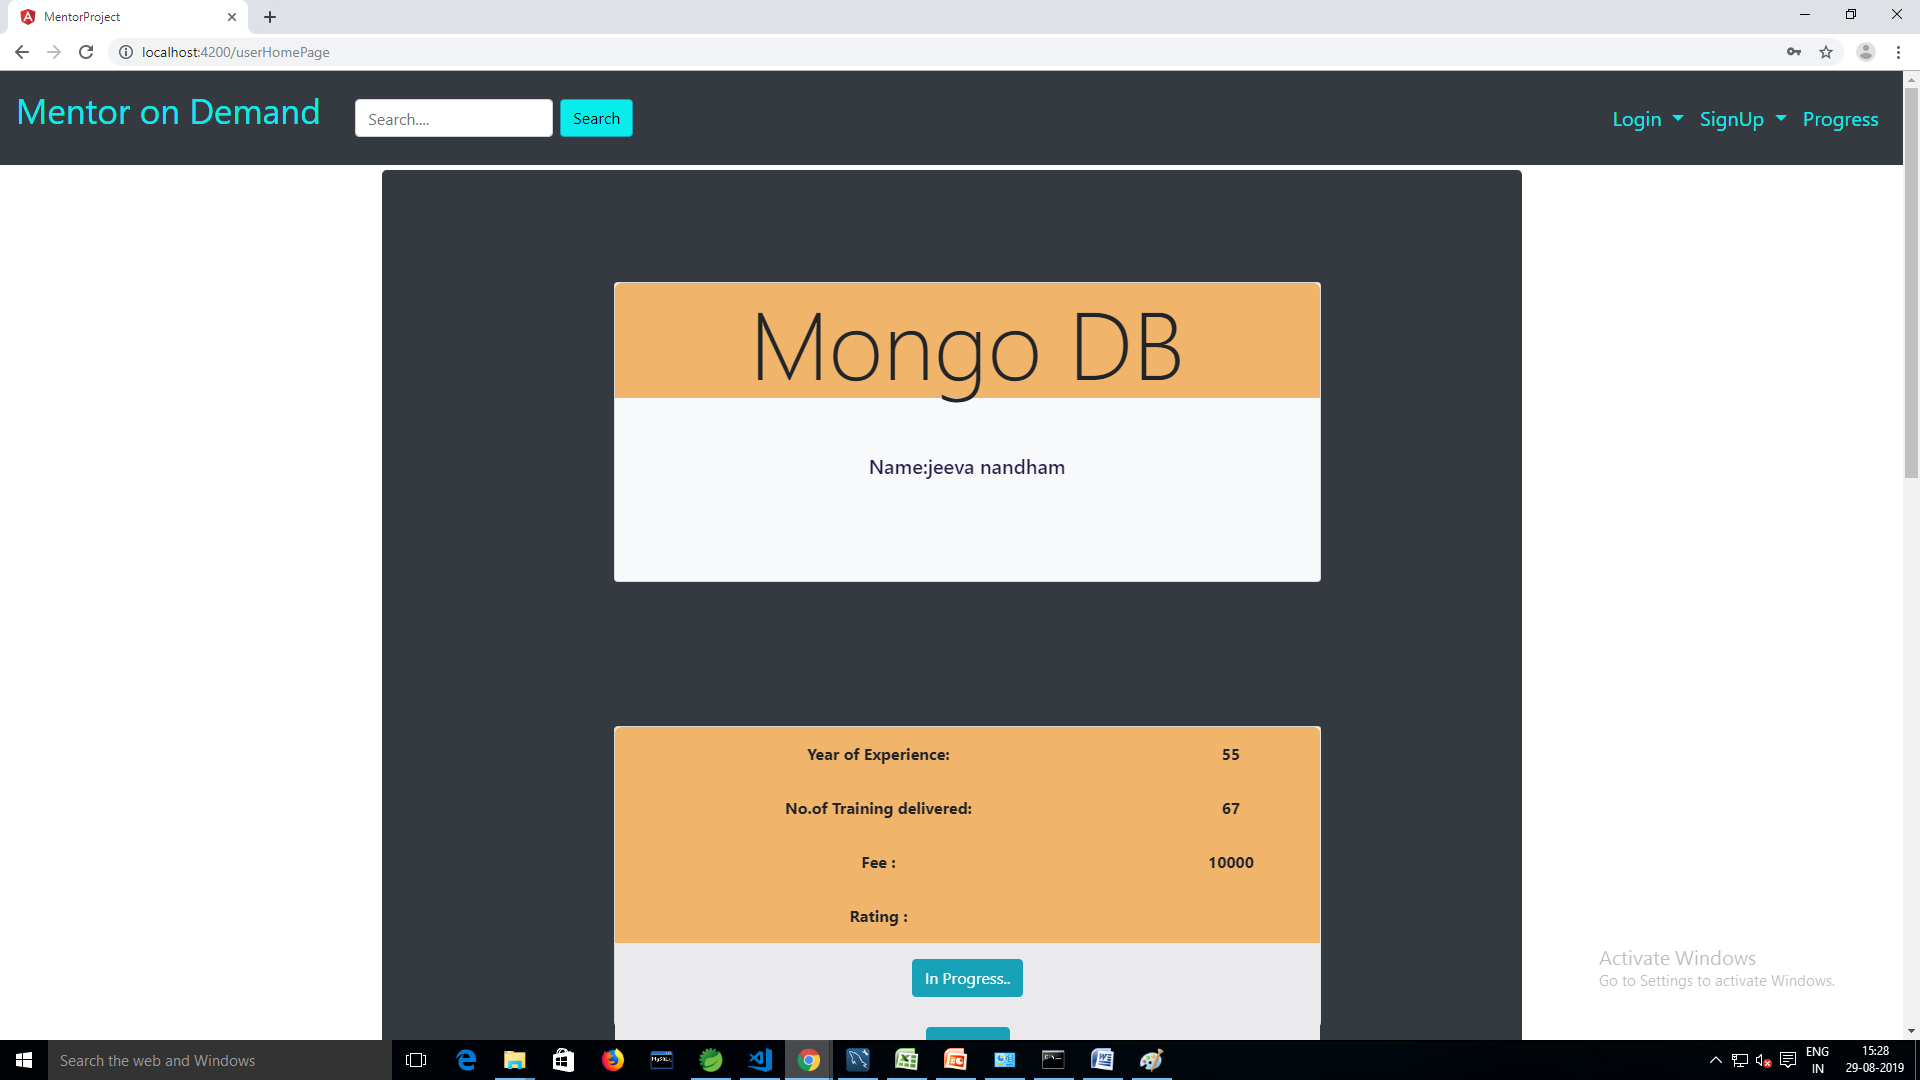 MentorProject
localhost:4200/userHomePage
Mentor on Demand
Search....
Search
Login
SignUp
Progress
Mongo DB
Name:jeeva nandham
Year of Experience: 55
No.of Training delivered: 67
Fee : 10000
Rating :
In Progress..
Activate Windows
Go to Settings to activate Windows.
Search the web and Windows
ENG
IN
15:28
29-08-2019